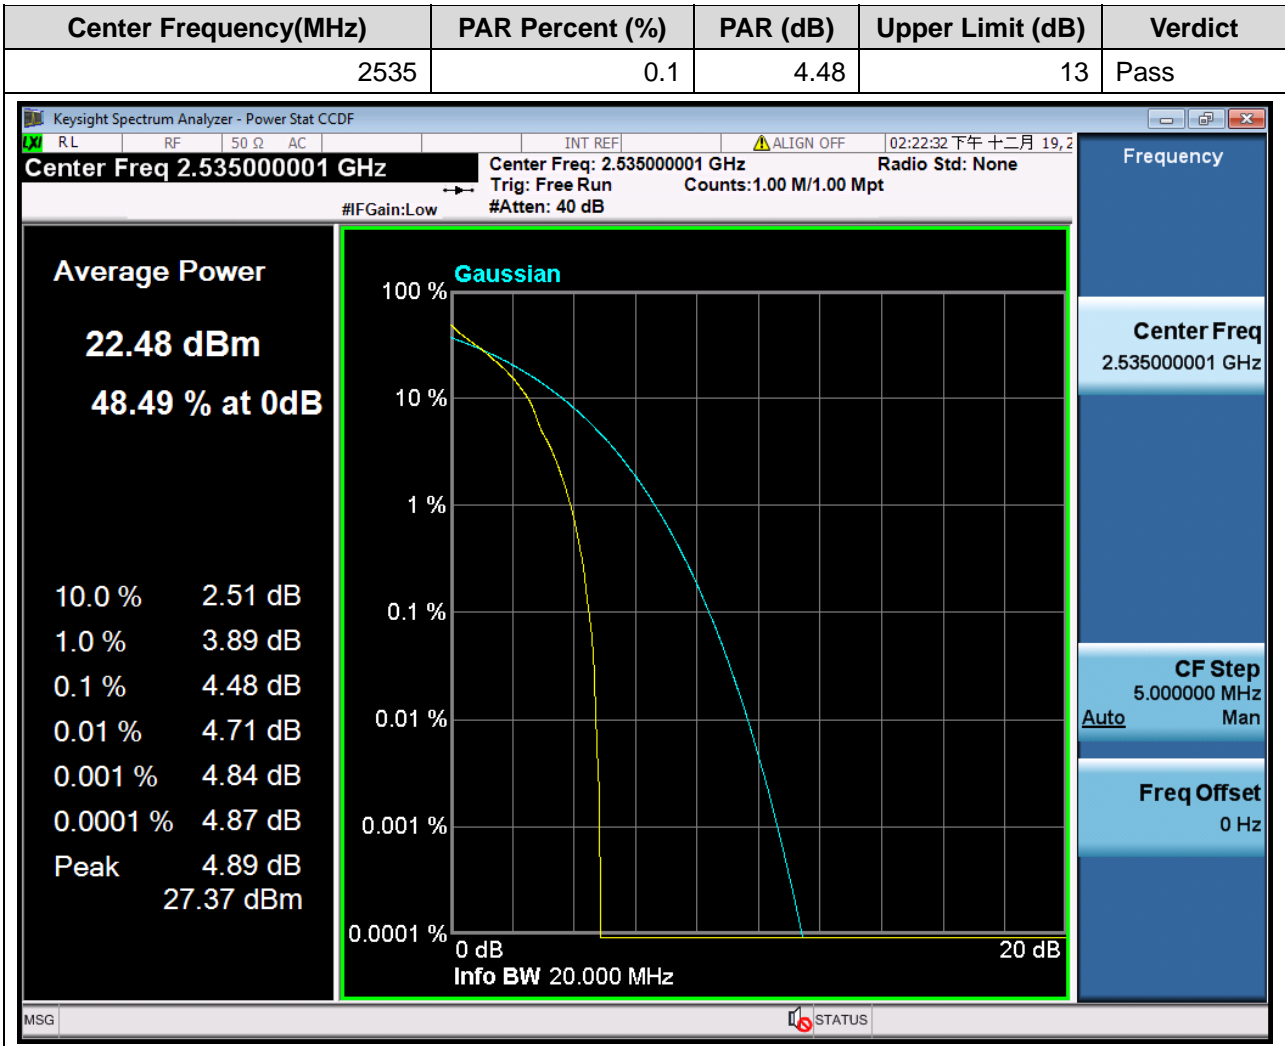 Center Frequency(MHz) PAR Percent (%) PAR (dB) Upper Limit (dB) Verdict
2535 0.1 4.48 13 Pass
Keysight Spectrum Analyzer - Power Stat CCDF
LXI RL RF 50 Ω AC INT REF ALIGN OFF 02:22:32 下午 十二月 19, 2
Center Freq 2.535000001 GHz
#IFGain:Low
Center Freq: 2.535000001 GHz Radio Std: None
Trig: Free Run Counts:1.00 M/1.00 Mpt
#Atten: 40 dB
Frequency
Average Power
22.48 dBm
48.49 % at 0dB
10.0 % 2.51 dB
1.0 % 3.89 dB
0.1 % 4.48 dB
0.01 % 4.71 dB
0.001 % 4.84 dB
0.0001 % 4.87 dB
Peak 4.89 dB
27.37 dBm
Gaussian
100 %
10 %
1 %
0.1 %
0.01 %
0.001 %
0.0001 %
0 dB 20 dB
Info BW 20.000 MHz
Center Freq
2.535000001 GHz
CF Step
5.000000 MHz
Auto Man
Freq Offset
0 Hz
MSG STATUS